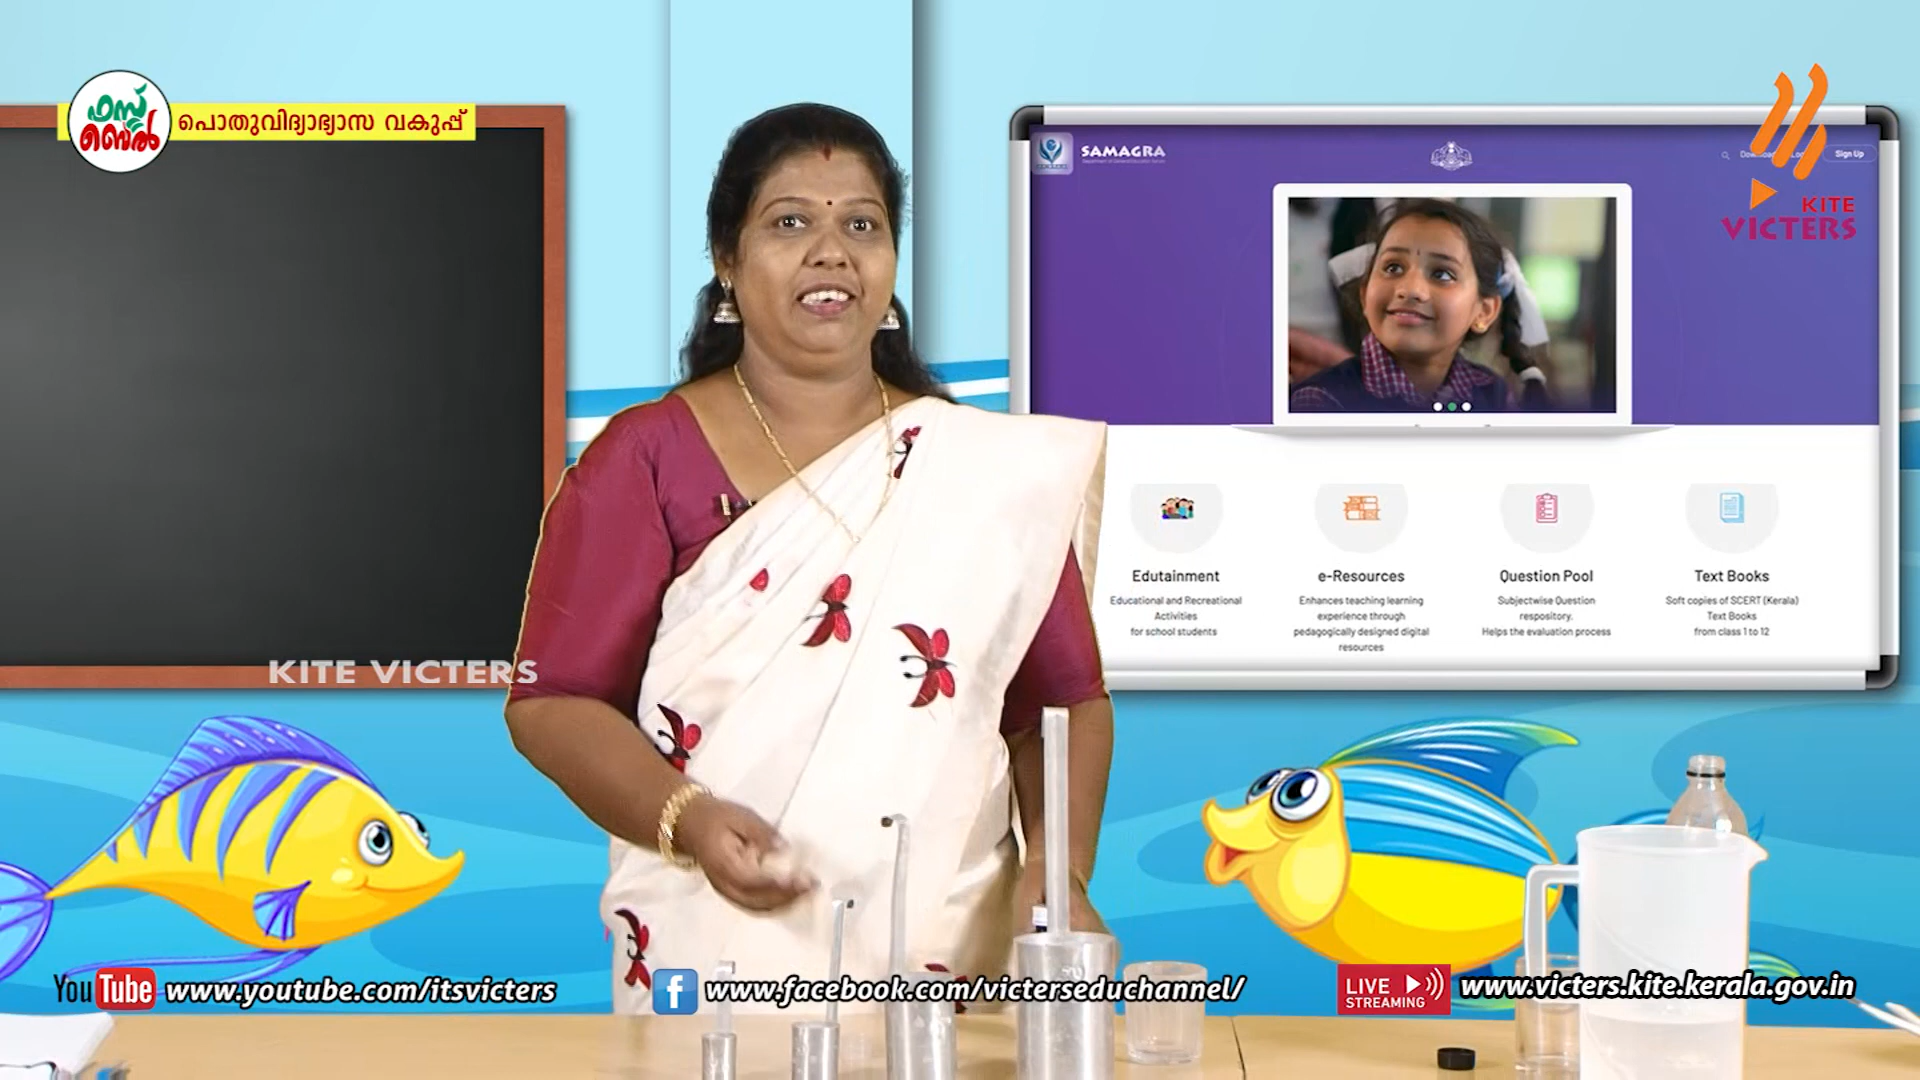 ഫസ്റ്റ്
ബെൽ
പൊതുവിദ്യാഭ്യാസ വകുപ്പ്
SAMAGRA
Sign Up
KITE
VICTERS
Edutainment
Educational and Recreational
Activities
for school students
e-Resources
Enhances teaching learning
experience through
pedagogically designed digital
resources
Question Pool
Subjectwise Question
respository.
Helps the evaluation process
Text Books
Soft copies of SCERT (Kerala)
Text Books
from class 1 to 12
KITE VICTERS
YouTube www.youtube.com/itsvicters
f www.facebook.com/victerseduchannel/
LIVE
STREAMING
www.victers.kite.kerala.gov.in